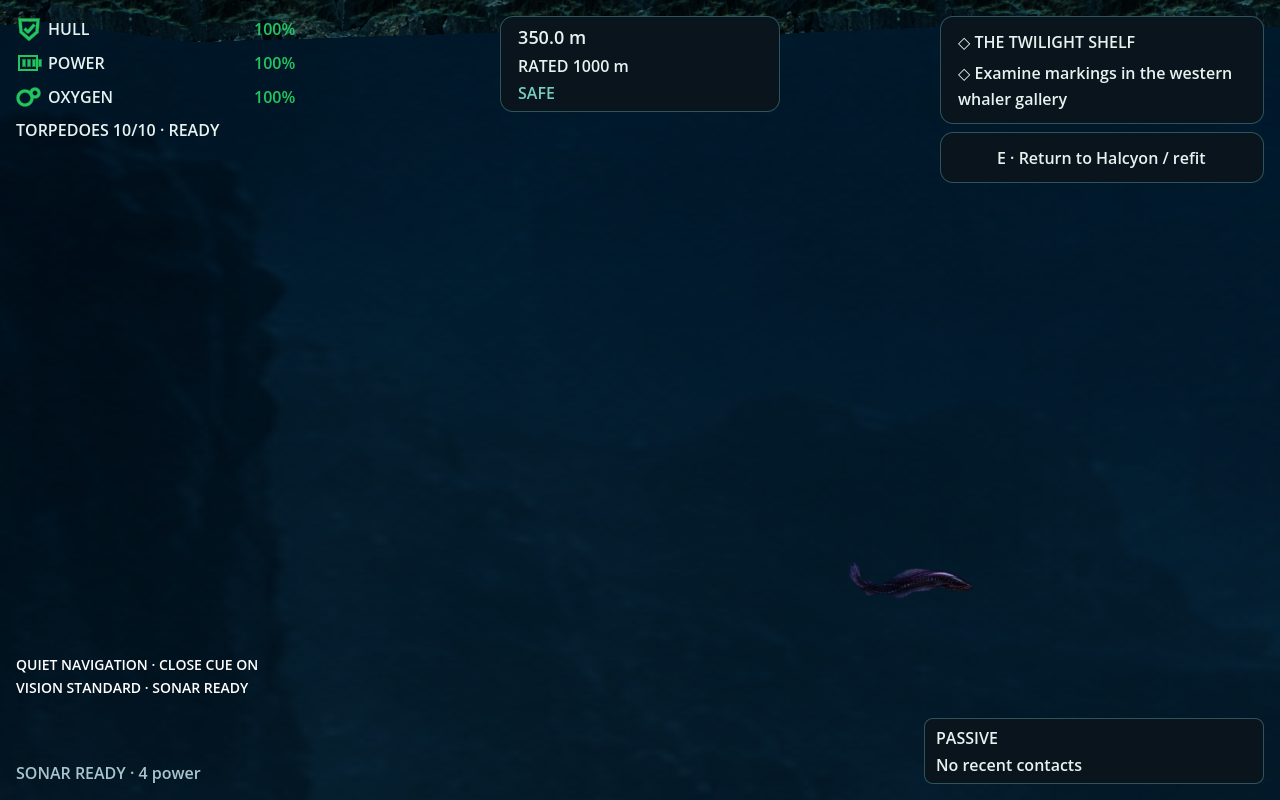 HULL 100%
POWER 100%
OXYGEN 100%
TORPEDOES 10/10 · READY
350.0 m
RATED 1000 m
SAFE
◇ THE TWILIGHT SHELF
◇ Examine markings in the western
whaler gallery
E · Return to Halcyon / refit
QUIET NAVIGATION · CLOSE CUE ON
VISION STANDARD · SONAR READY
SONAR READY · 4 power
PASSIVE
No recent contacts